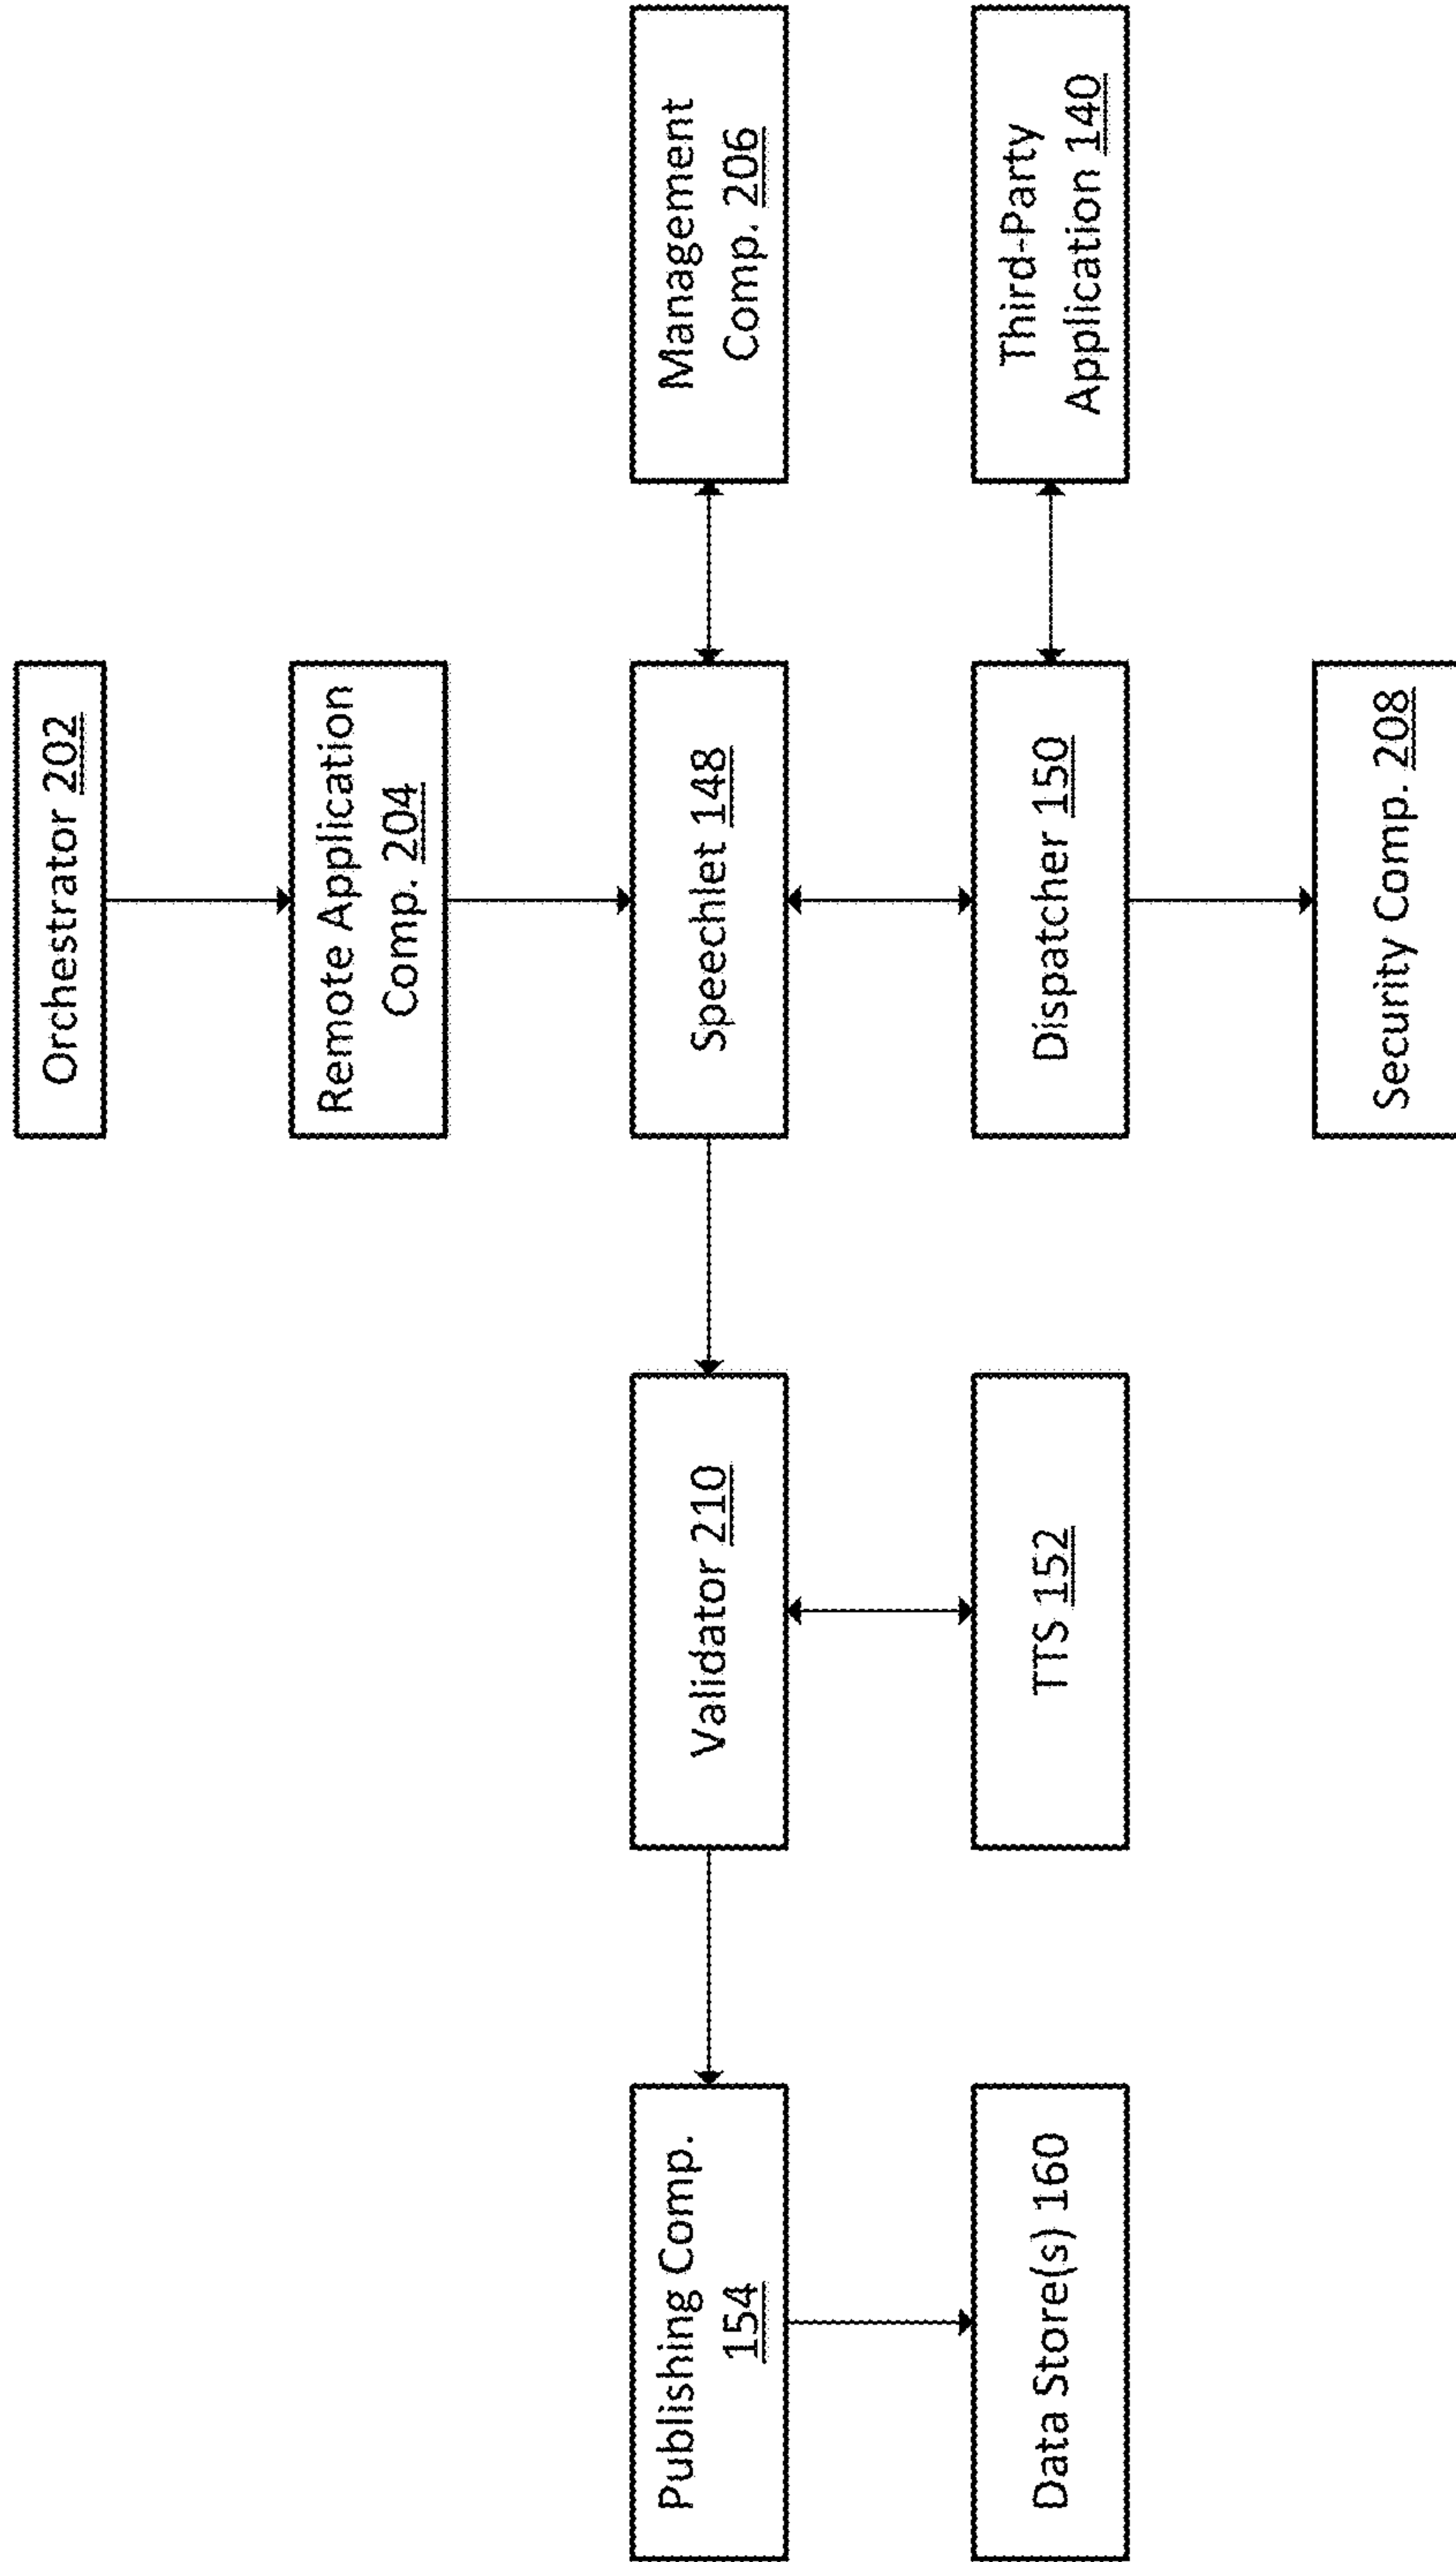 Orchestrator 202
Remote Application
Comp. 204
Publishing Comp.
154
Validator 210
Speechlet 148
Management
Comp. 206
Data Store(s) 160
TTS 152
Dispatcher 150
Third-Party
Application 140
Security Comp. 208